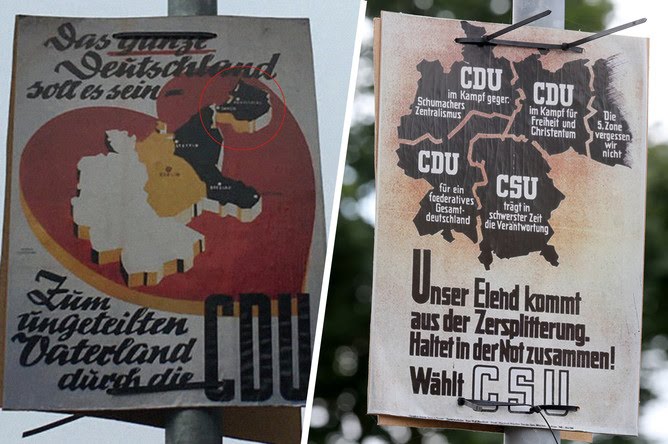 Das ganze
Deutschland
soll es sein –
BERLIN
Zum
ungeteilten
Vaterland
durch die CDU
CDU
im Kampf gegen
Schumachers
Zentralismus
CDU
im Kampf für
Freiheit und
Christentum
Die
5. Zone
vergessen
wir
nicht
CDU
für ein
foederatives
Gesamt-
deutschland
CSU
trägt in
schwerster Zeit
die Verantwortung
Unser Elend kommt
aus der Zersplitterung.
Haltet in der Not zusammen!
Wählt CSU